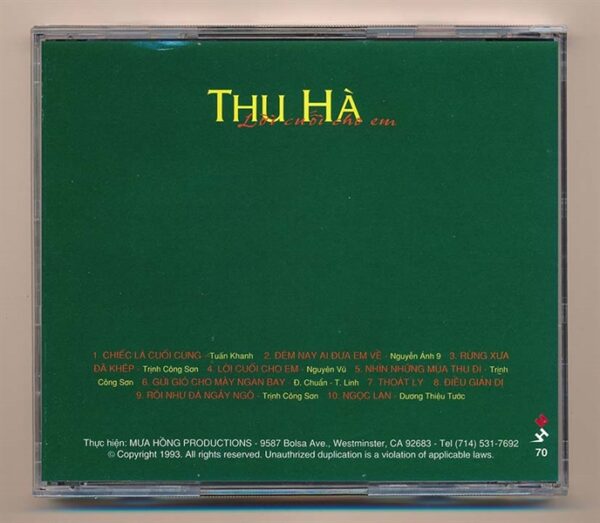 THU HÀ
Lời cuối cho em
1 CHIẾC LÁ CUỐI CÙNG - Tuấn Khanh 2. ĐÊM NAY AI ĐƯA EM VỀ - Nguyễn Ánh 9 3. RỪNG XƯA
ĐÃ KHÉP - Trịnh Công Sơn 4. LỜI CUỐI CHO EM - Nguyên Vũ 5. NHÌN NHỮNG MÙA THU ĐI - Trịnh
Công Sơn 6. GỬI GIÓ CHO MÂY NGÀN BAY Đ. Chuẩn - T. Linh 7 THOÁT LY 8. ĐIỀU GIẢN DỊ
9. RỒI NHƯ ĐÁ NGÂY NGÔ - Trịnh Công Sơn 10. NGỌC LAN - Dương Thiệu Tước
Thực hiện: MƯA HỒNG PRODUCTIONS - 9587 Bolsa Ave., Westminster, CA 92683 - Tel (714) 531-7692
© Copyright 1993. All rights reserved. Unauthrized duplication is a violation of applicable laws.
70